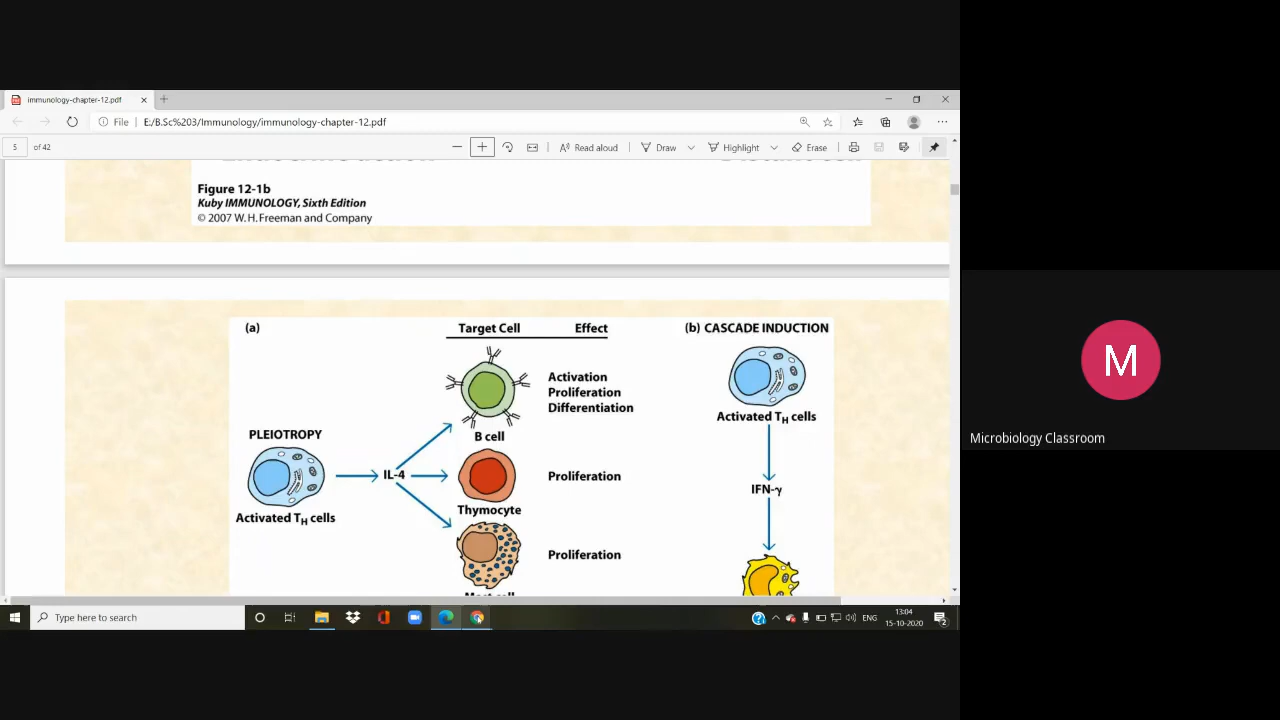 immunology-chapter-12.pdf
File E:/B.Sc%203/Immunology/immunology-chapter-12.pdf
5 of 42
Read aloud Draw Highlight Erase
Figure 12-1b
Kuby IMMUNOLOGY, Sixth Edition
© 2007 W. H. Freeman and Company
(a)
Target Cell Effect
PLEIOTROPY
Activated TH cells
IL-4
B cell
Activation
Proliferation
Differentiation
Thymocyte
Proliferation
Proliferation
(b) CASCADE INDUCTION
Activated TH cells
IFN-γ
M
Microbiology Classroom
Type here to search
ENG
13:04
15-10-2020
2